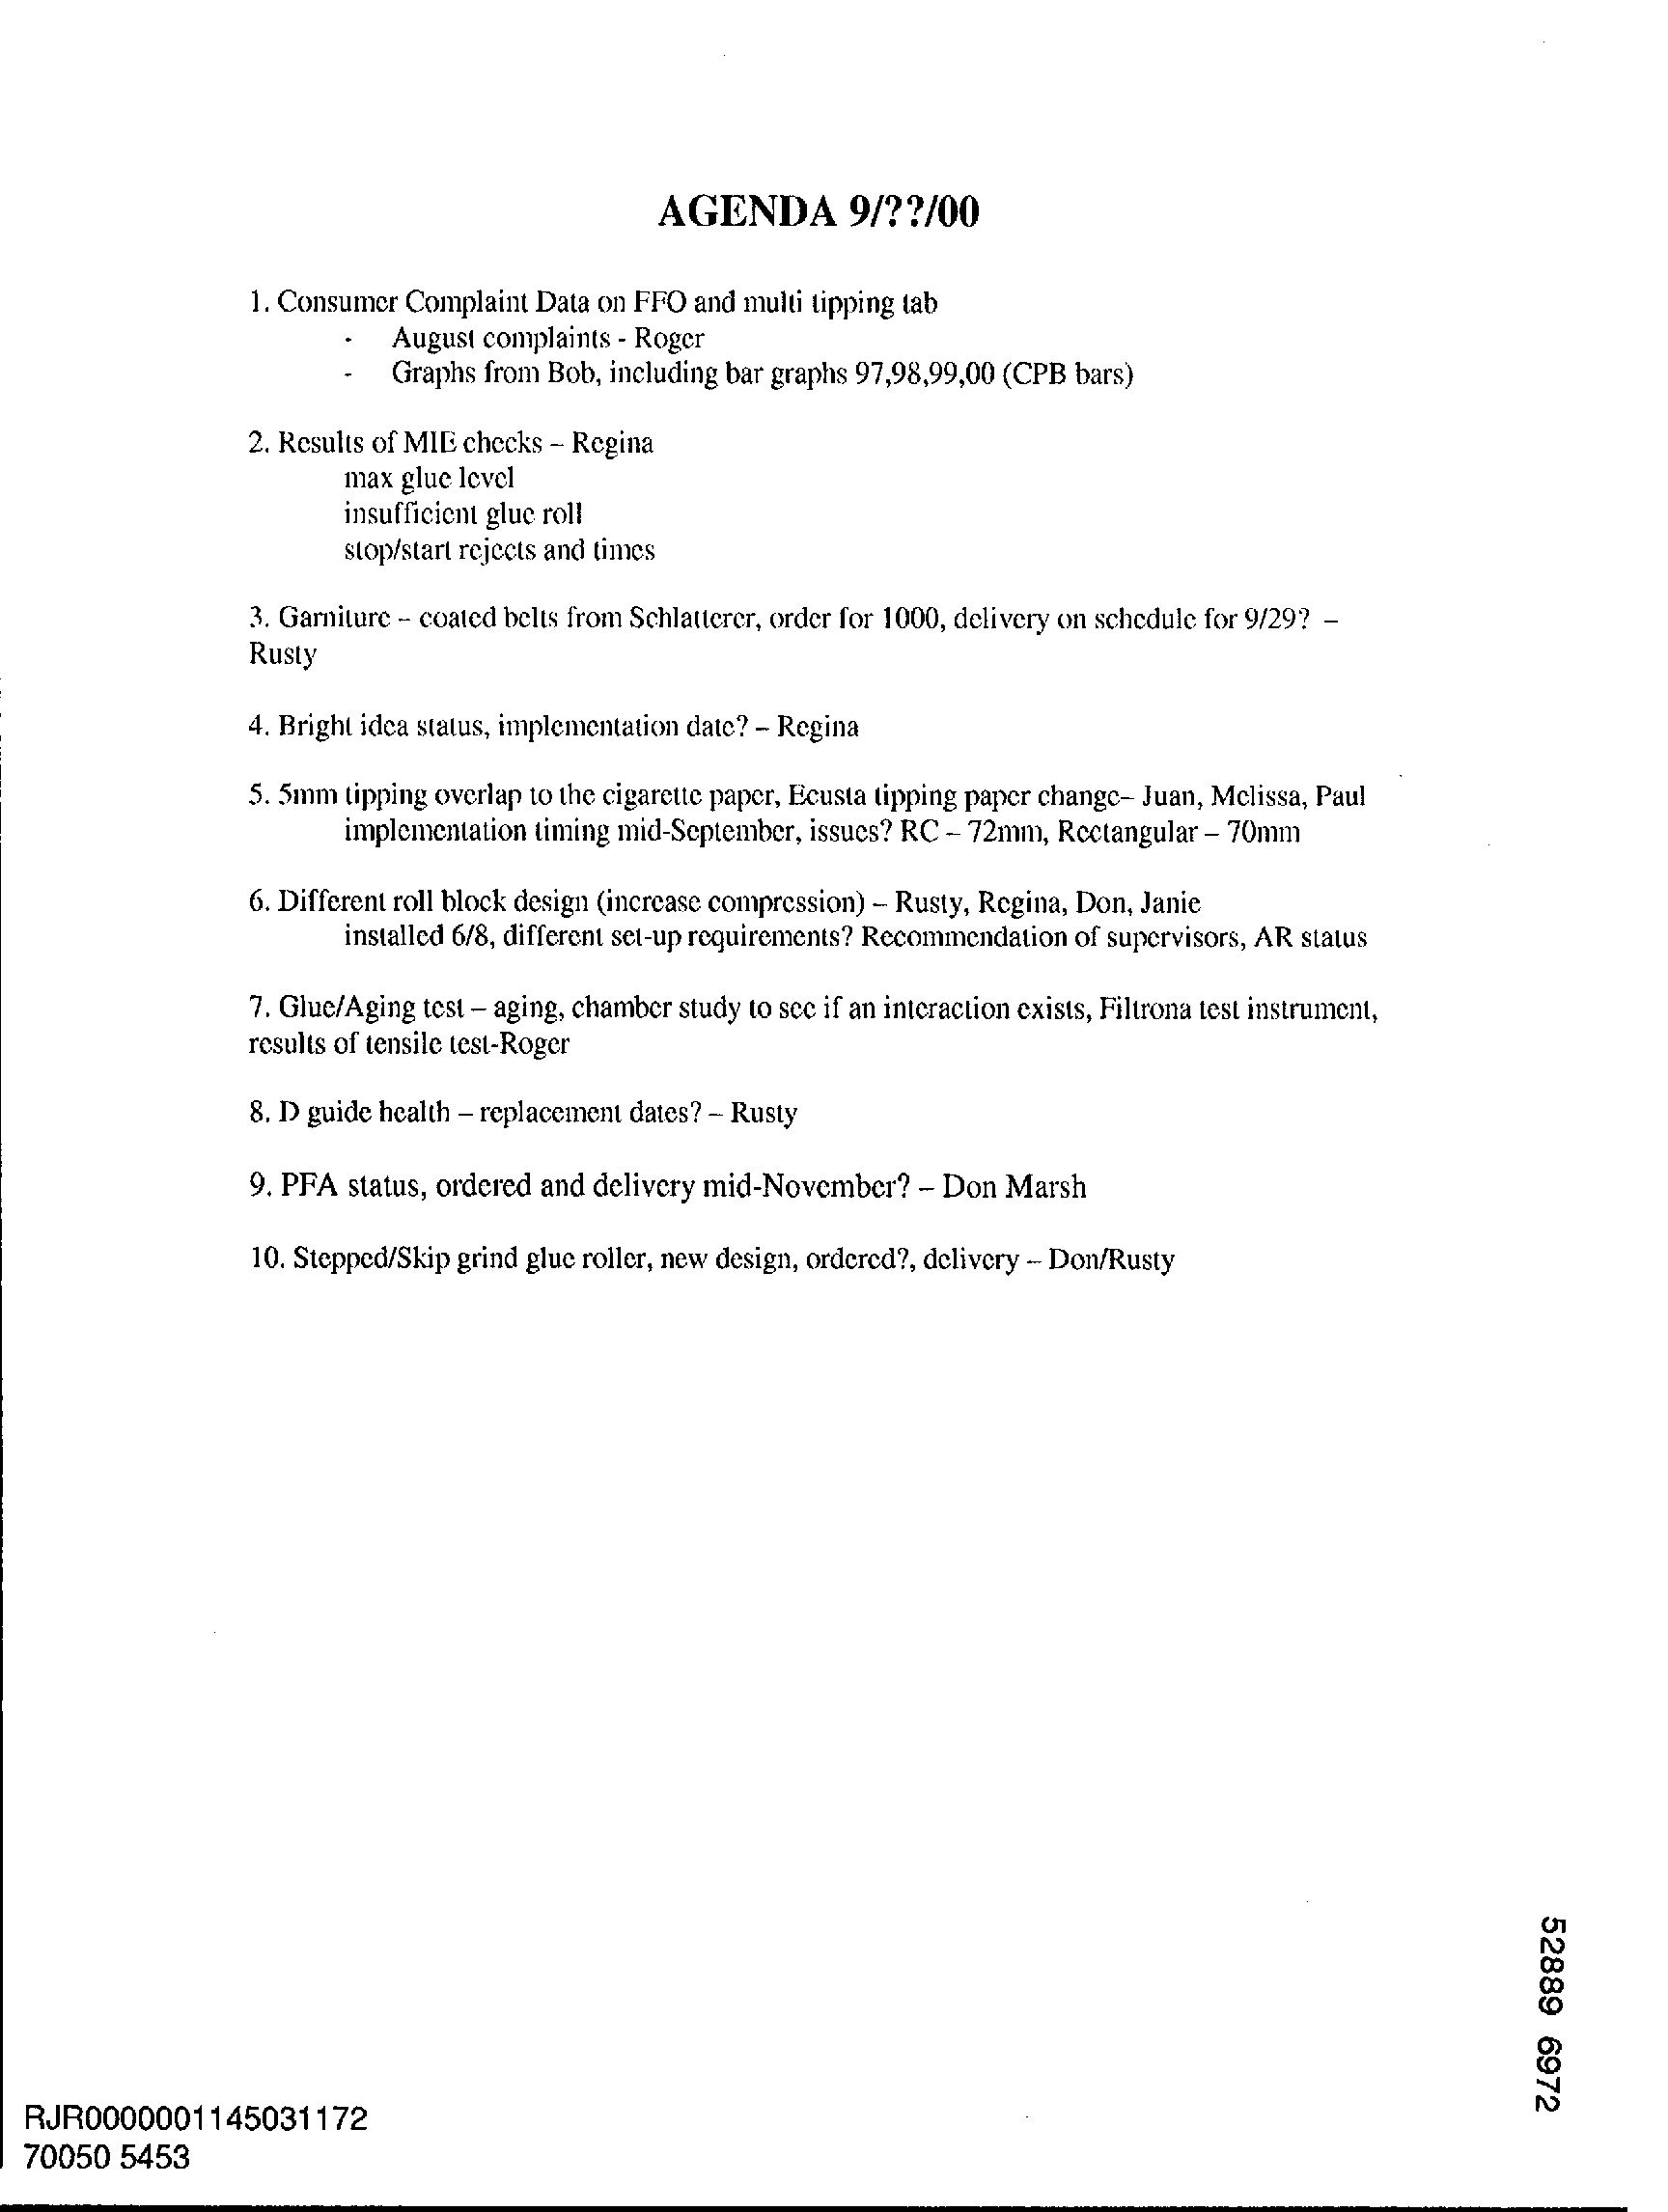 AGENDA 9/??/00
1. Consumer Complaint Data on FFO and multi tipping tab
- August complaints - Roger
- Graphs from Bob, including bar graphs 97,98,99,00 (CPB bars)
2. Results of MIE checks – Regina
max glue level
insufficient glue roll
stop/start rejects and times
3. Garniture – coated belts from Schlatterer, order for 1000, delivery on schedule for 9/29? –
Rusty
4. Bright idea status, implementation date? – Regina
5. 5mm tipping overlap to the cigarette paper, Ecusta tipping paper change– Juan, Melissa, Paul
implementation timing mid-September, issues? RC – 72mm, Rectangular – 70mm
6. Different roll block design (increase compression) – Rusty, Regina, Don, Janie
installed 6/8, different set-up requirements? Recommendation of supervisors, AR status
7. Glue/Aging test – aging, chamber study to see if an interaction exists, Filtrona test instrument,
results of tensile test-Roger
8. D guide health – replacement dates? – Rusty
9. PFA status, ordered and delivery mid-November? – Don Marsh
10. Stepped/Skip grind glue roller, new design, ordered?, delivery – Don/Rusty
52889 6972
RJR0000001145031172
70050 5453